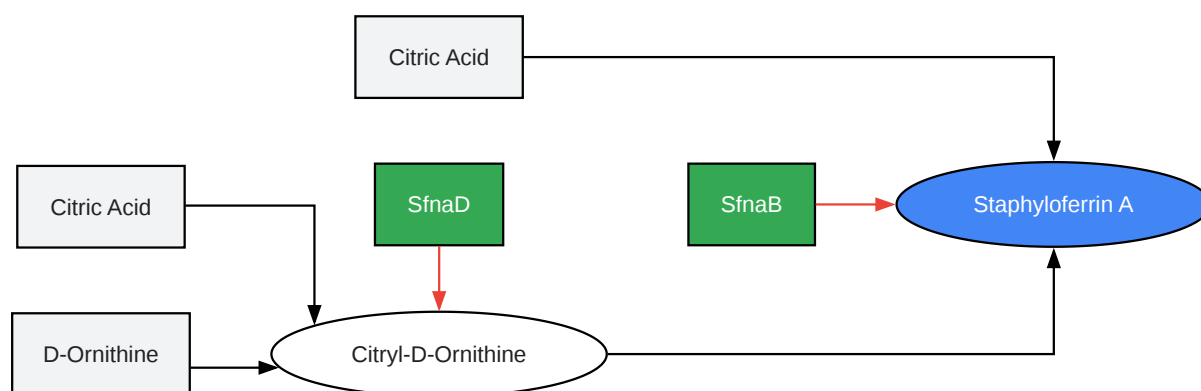 Citric Acid
Citric Acid
SfnaD
SfnaB
Staphyloferrin A
D-Ornithine
Citryl-D-Ornithine